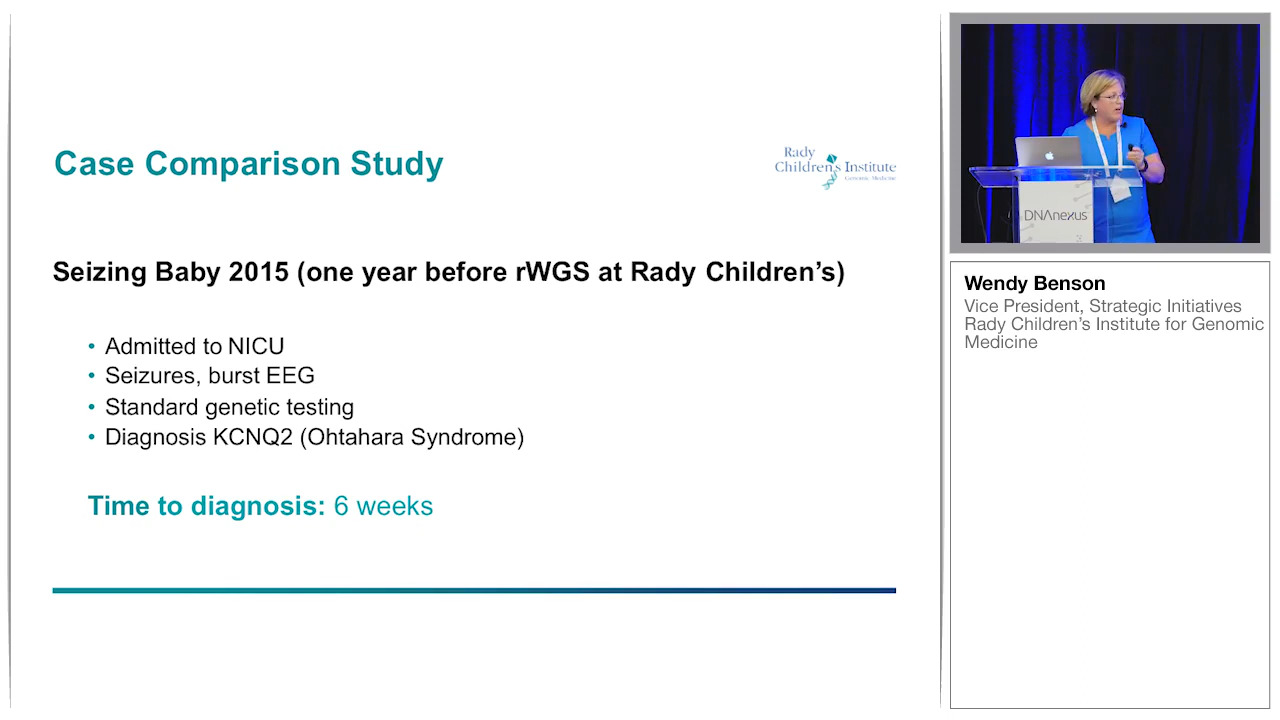 Case Comparison Study
Rady
Children's Institute
Genomic Medicine
Seizing Baby 2015 (one year before rWGS at Rady Children’s)
• Admitted to NICU
• Seizures, burst EEG
• Standard genetic testing
• Diagnosis KCNQ2 (Ohtahara Syndrome)
Time to diagnosis: 6 weeks
DNAnexus
Wendy Benson
Vice President, Strategic Initiatives
Rady Children’s Institute for Genomic
Medicine